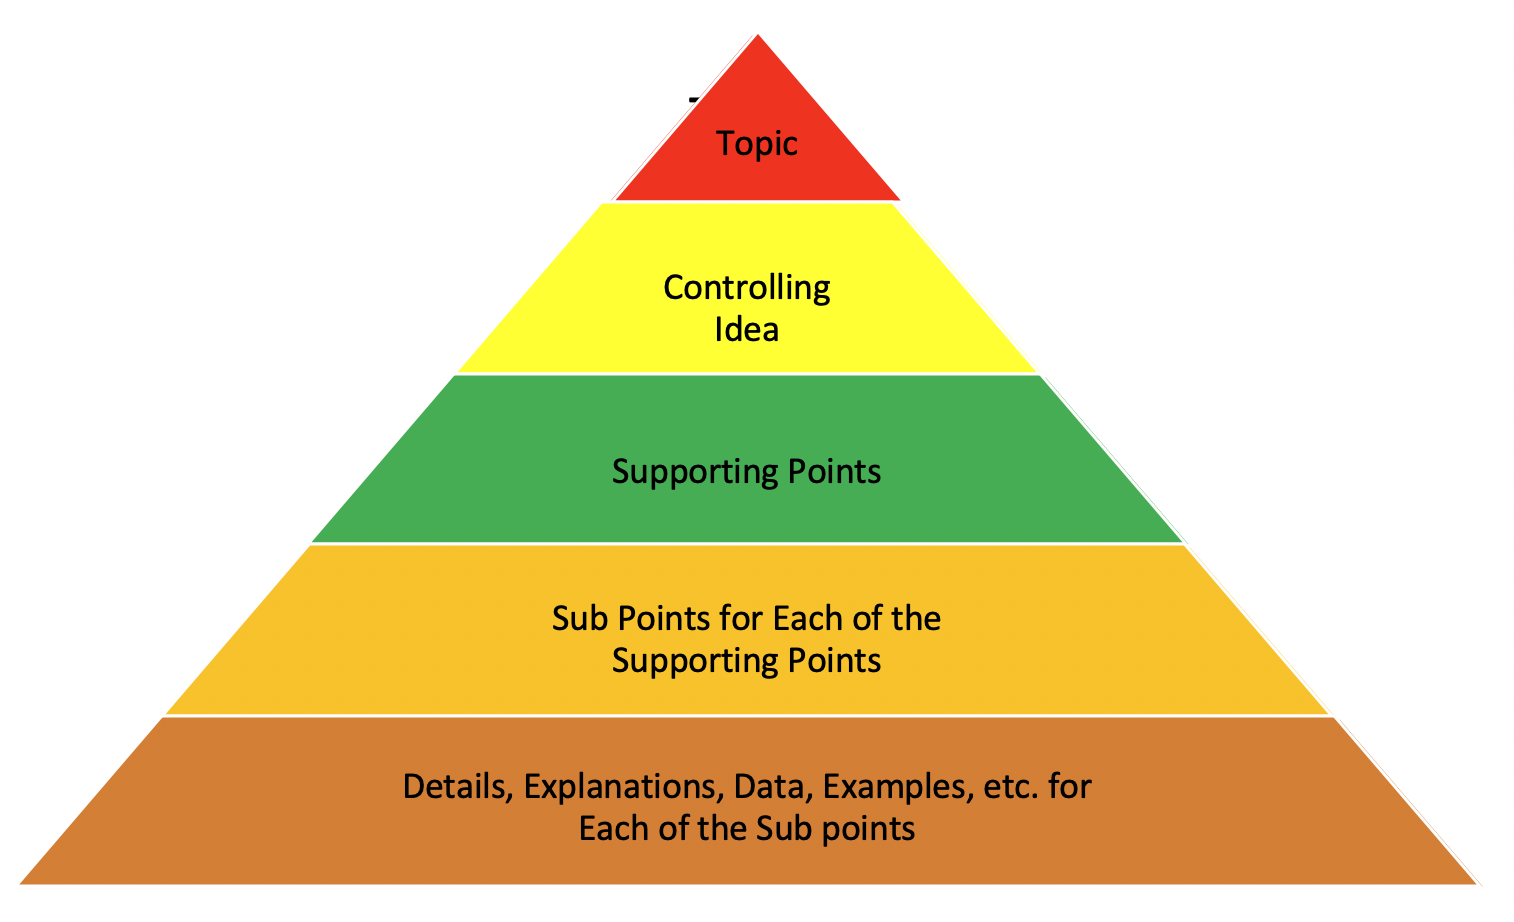 Topic
Controlling
Idea
Supporting Points
Sub Points for Each of the
Supporting Points
Details, Explanations, Data, Examples, etc. for
Each of the Sub points